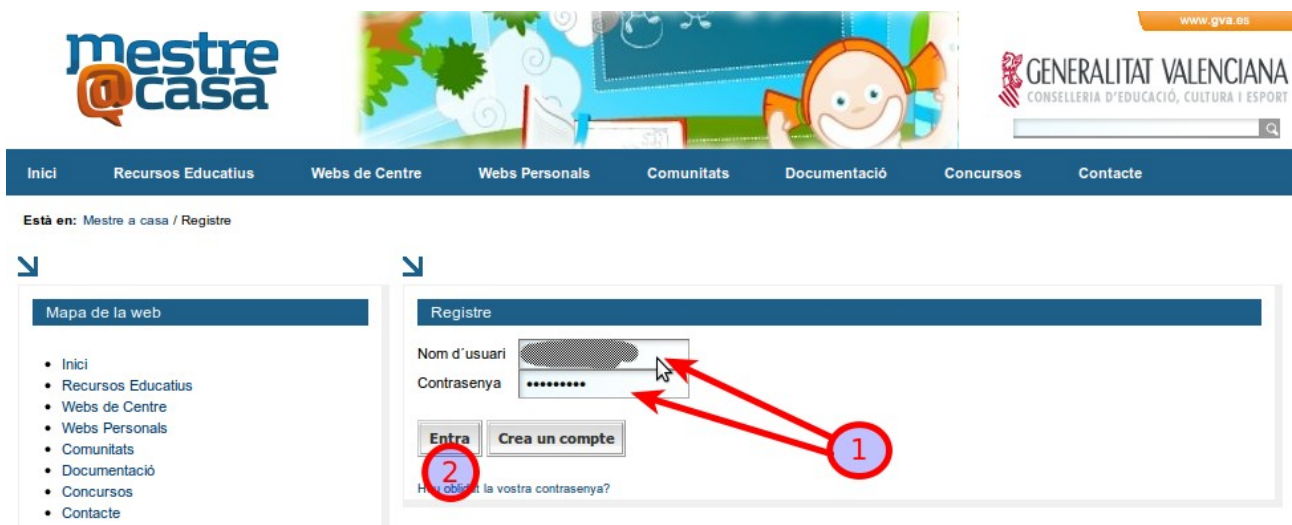 mestre
@casa
www.gva.es
GENERALITAT VALENCIANA
CONSELLERIA D'EDUCACIÓ, CULTURA I ESPORT
Inici Recursos Educatius Webs de Centre Webs Personals Comunitats Documentació Concursos Contacte
Està en: Mestre a casa / Registre
Mapa de la web
Inici
Recursos Educatius
Webs de Centre
Webs Personals
Comunitats
Documentació
Concursos
Contacte
Registre
Nom d´usuari
Contrasenya •••••••••
Entra Crea un compte
1
2
oblidat la vostra contrasenya?